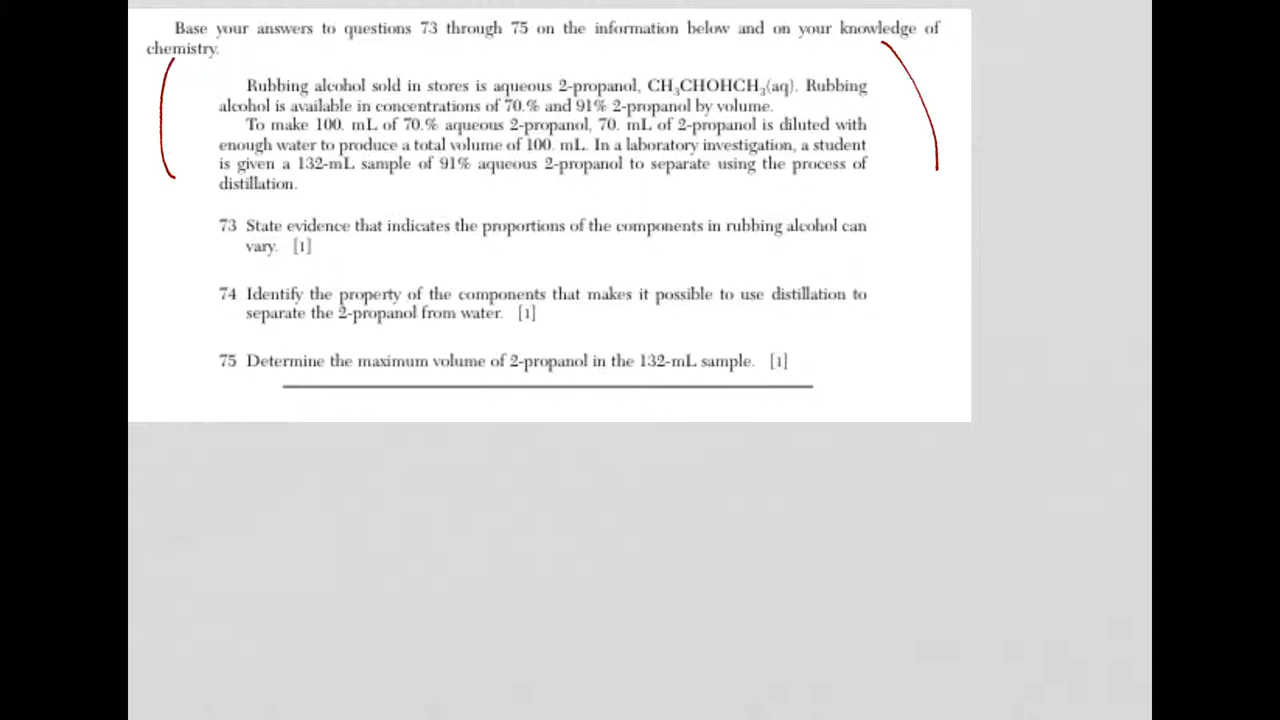 Base your answers to questions 73 through 75 on the information below and on your knowledge of
chemistry.
Rubbing alcohol sold in stores is aqueous 2-propanol, CH₃CHOHCH₃(aq). Rubbing
alcohol is available in concentrations of 70.% and 91% 2-propanol by volume.
To make 100. mL of 70.% aqueous 2-propanol, 70. mL of 2-propanol is diluted with
enough water to produce a total volume of 100. mL. In a laboratory investigation, a student
is given a 132-mL sample of 91% aqueous 2-propanol to separate using the process of
distillation.
73 State evidence that indicates the proportions of the components in rubbing alcohol can
vary. [1]
74 Identify the property of the components that makes it possible to use distillation to
separate the 2-propanol from water. [1]
75 Determine the maximum volume of 2-propanol in the 132-mL sample. [1]